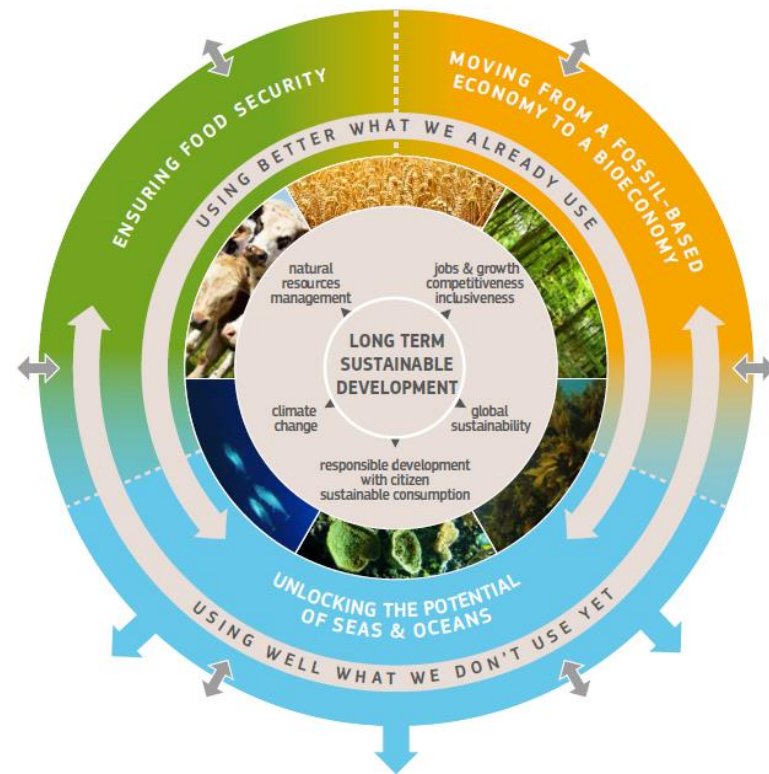 ENSURING FOOD SECURITY
MOVING FROM A FOSSIL-BASED
ECONOMY TO A BIOECONOMY
USING BETTER WHAT WE ALREADY USE
natural
resources
management
jobs & growth
competitiveness
inclusiveness
LONG TERM
SUSTAINABLE
DEVELOPMENT
climate
change
global
sustainability
responsible development
with citizen
sustainable consumption
UNLOCKING THE POTENTIAL
OF SEAS & OCEANS
USING WELL WHAT WE DON'T USE YET